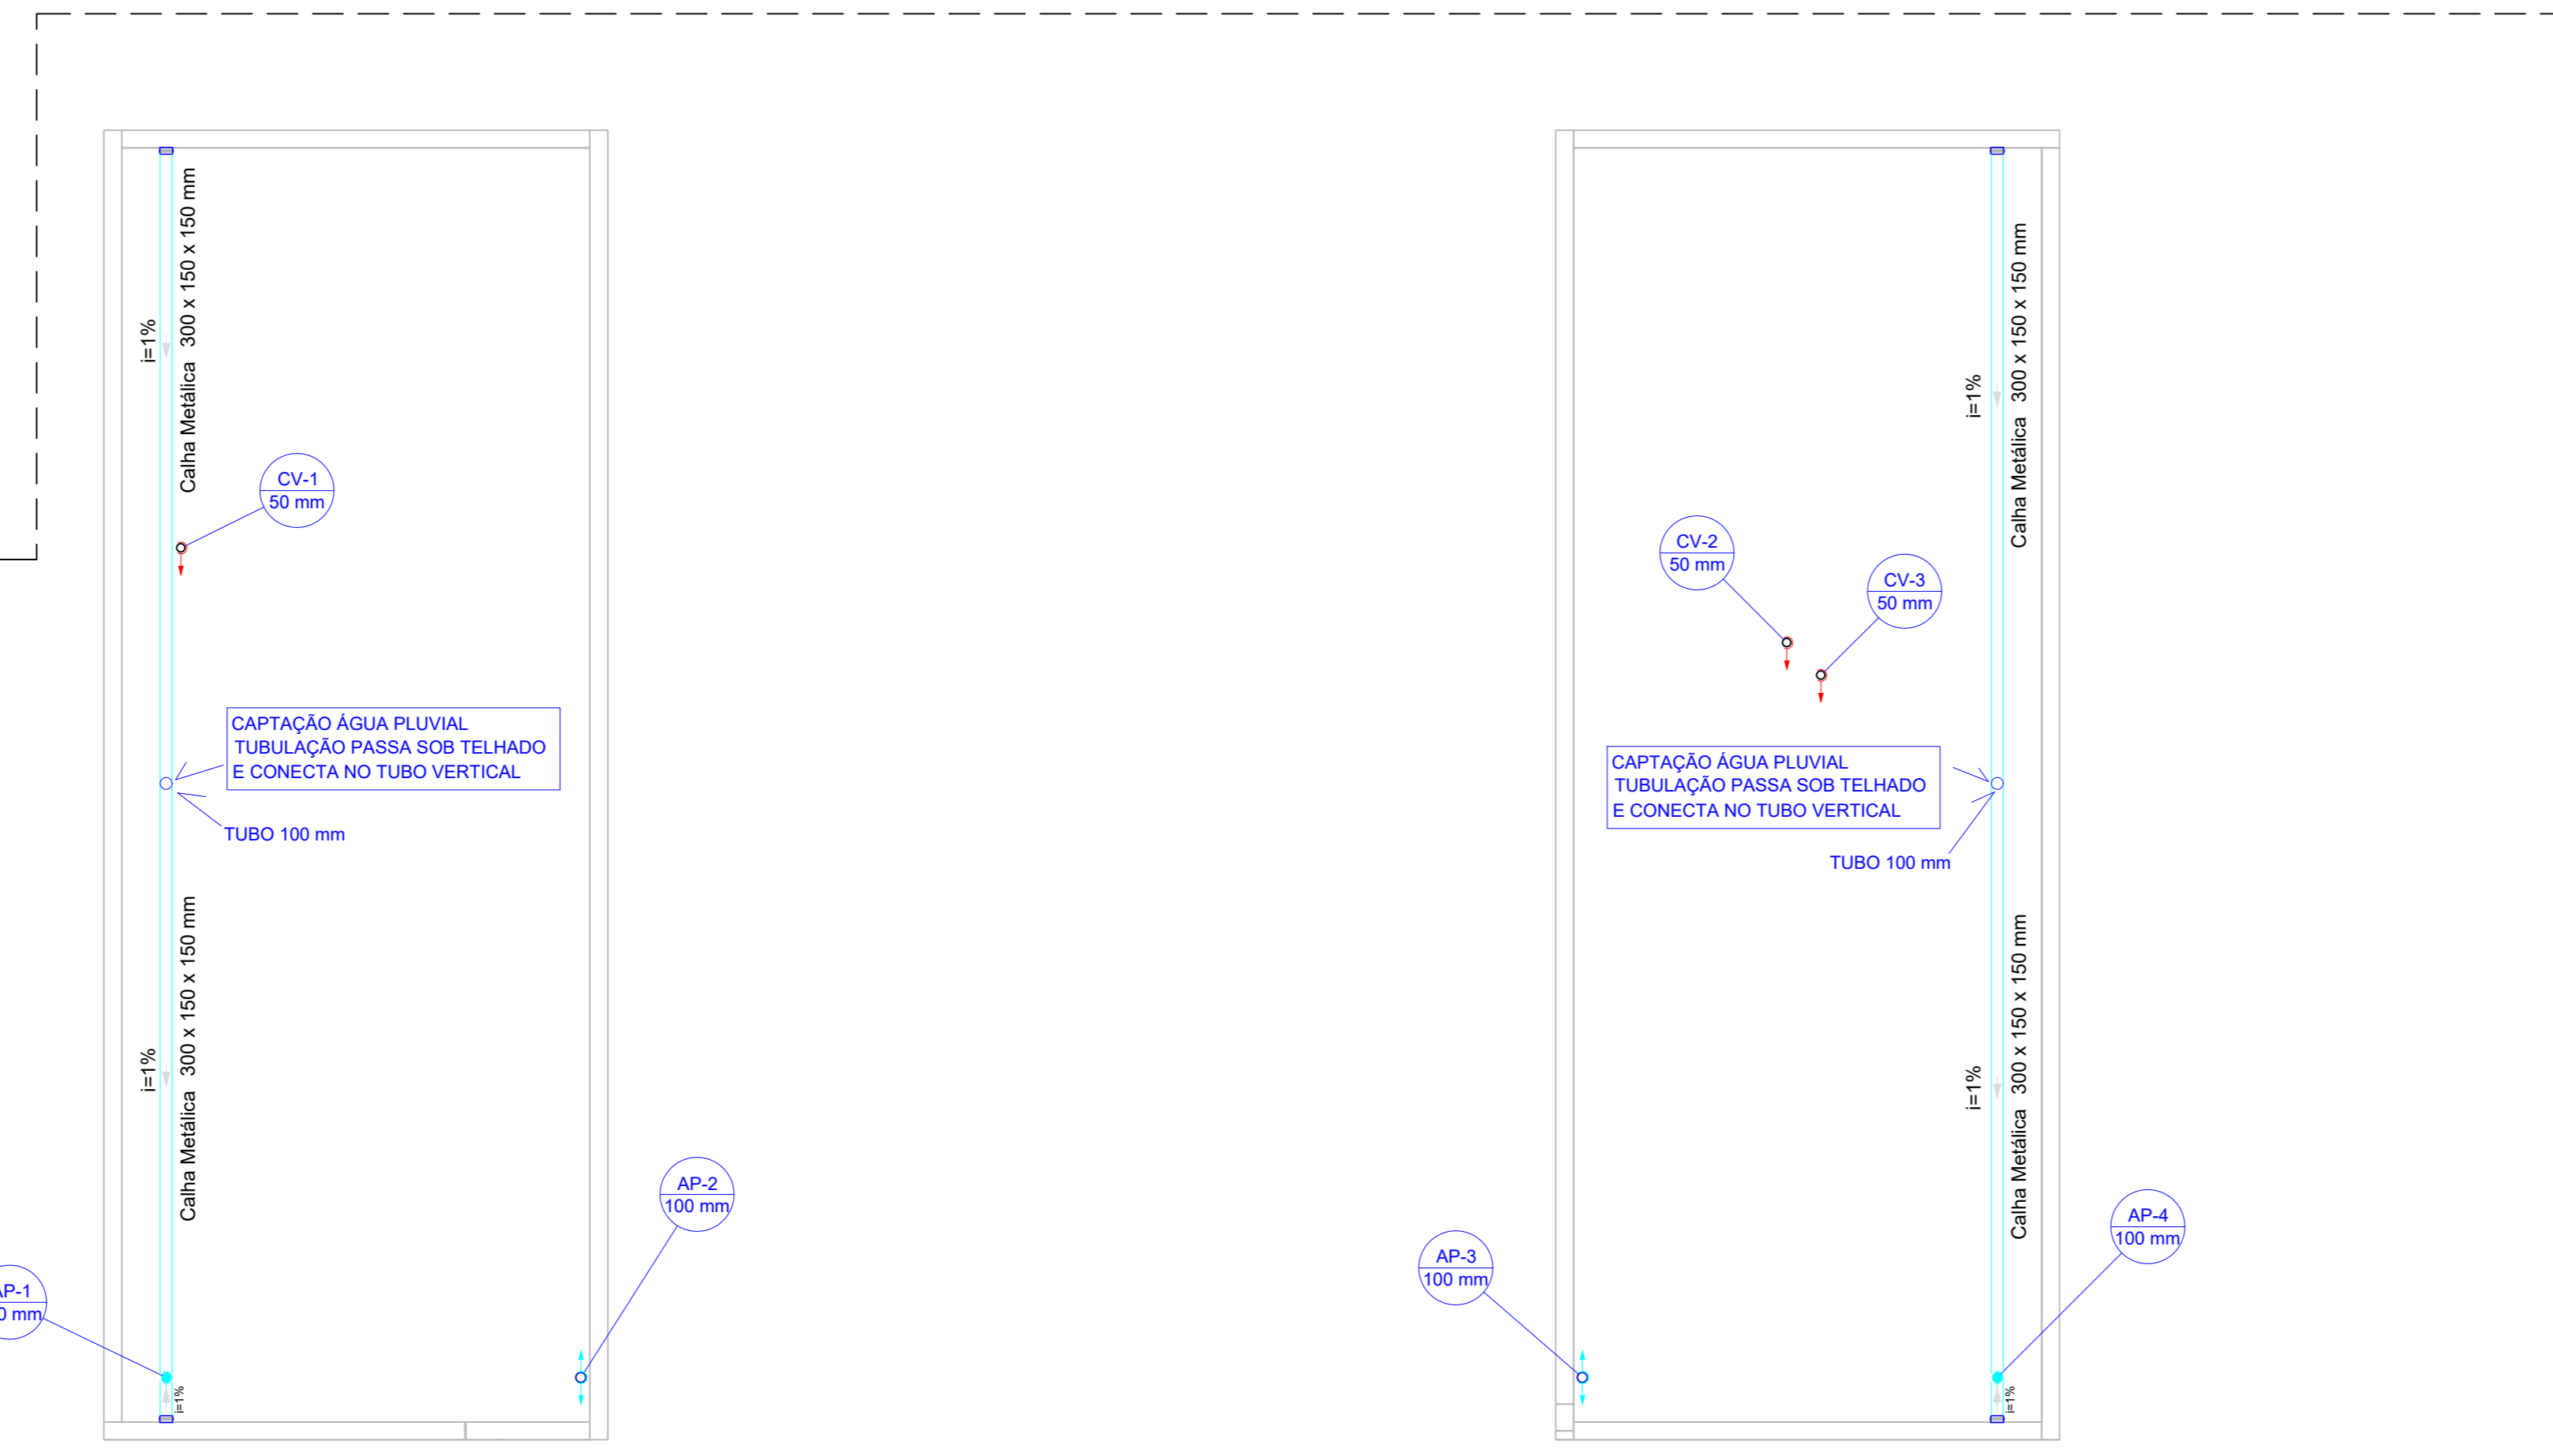 i=1%
Calha Metálica 300 x 150 x 150 mm
CV-1
50 mm
CAPTAÇÃO ÁGUA PLUVIAL
TUBULAÇÃO PASSA SOB TELHADO
E CONECTA NO TUBO VERTICAL
TUBO 100 mm
i=1%
Calha Metálica 300 x 150 x 150 mm
AP-2
100 mm
P-1
0 mm
i=1%
i=1%
Calha Metálica 300 x 150 x 150 mm
CV-2
50 mm
CV-3
50 mm
CAPTAÇÃO ÁGUA PLUVIAL
TUBULAÇÃO PASSA SOB TELHADO
E CONECTA NO TUBO VERTICAL
TUBO 100 mm
i=1%
Calha Metálica 300 x 150 x 150 mm
AP-3
100 mm
AP-4
100 mm
i=1%